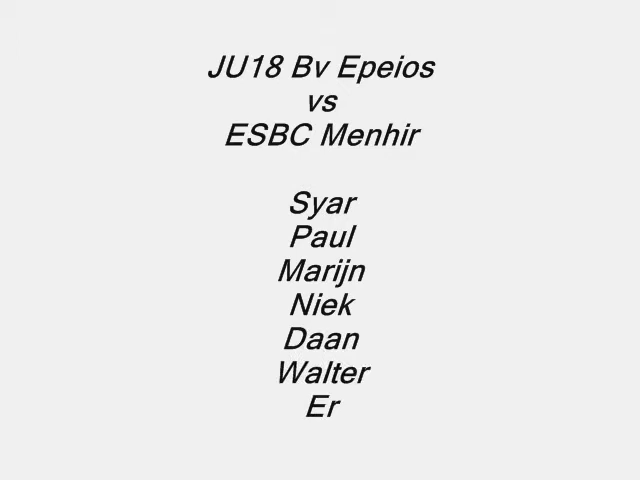 JU18 Bv Epeios
vs
ESBC Menhir
Syar
Paul
Marijn
Niek
Daan
Walter
Er